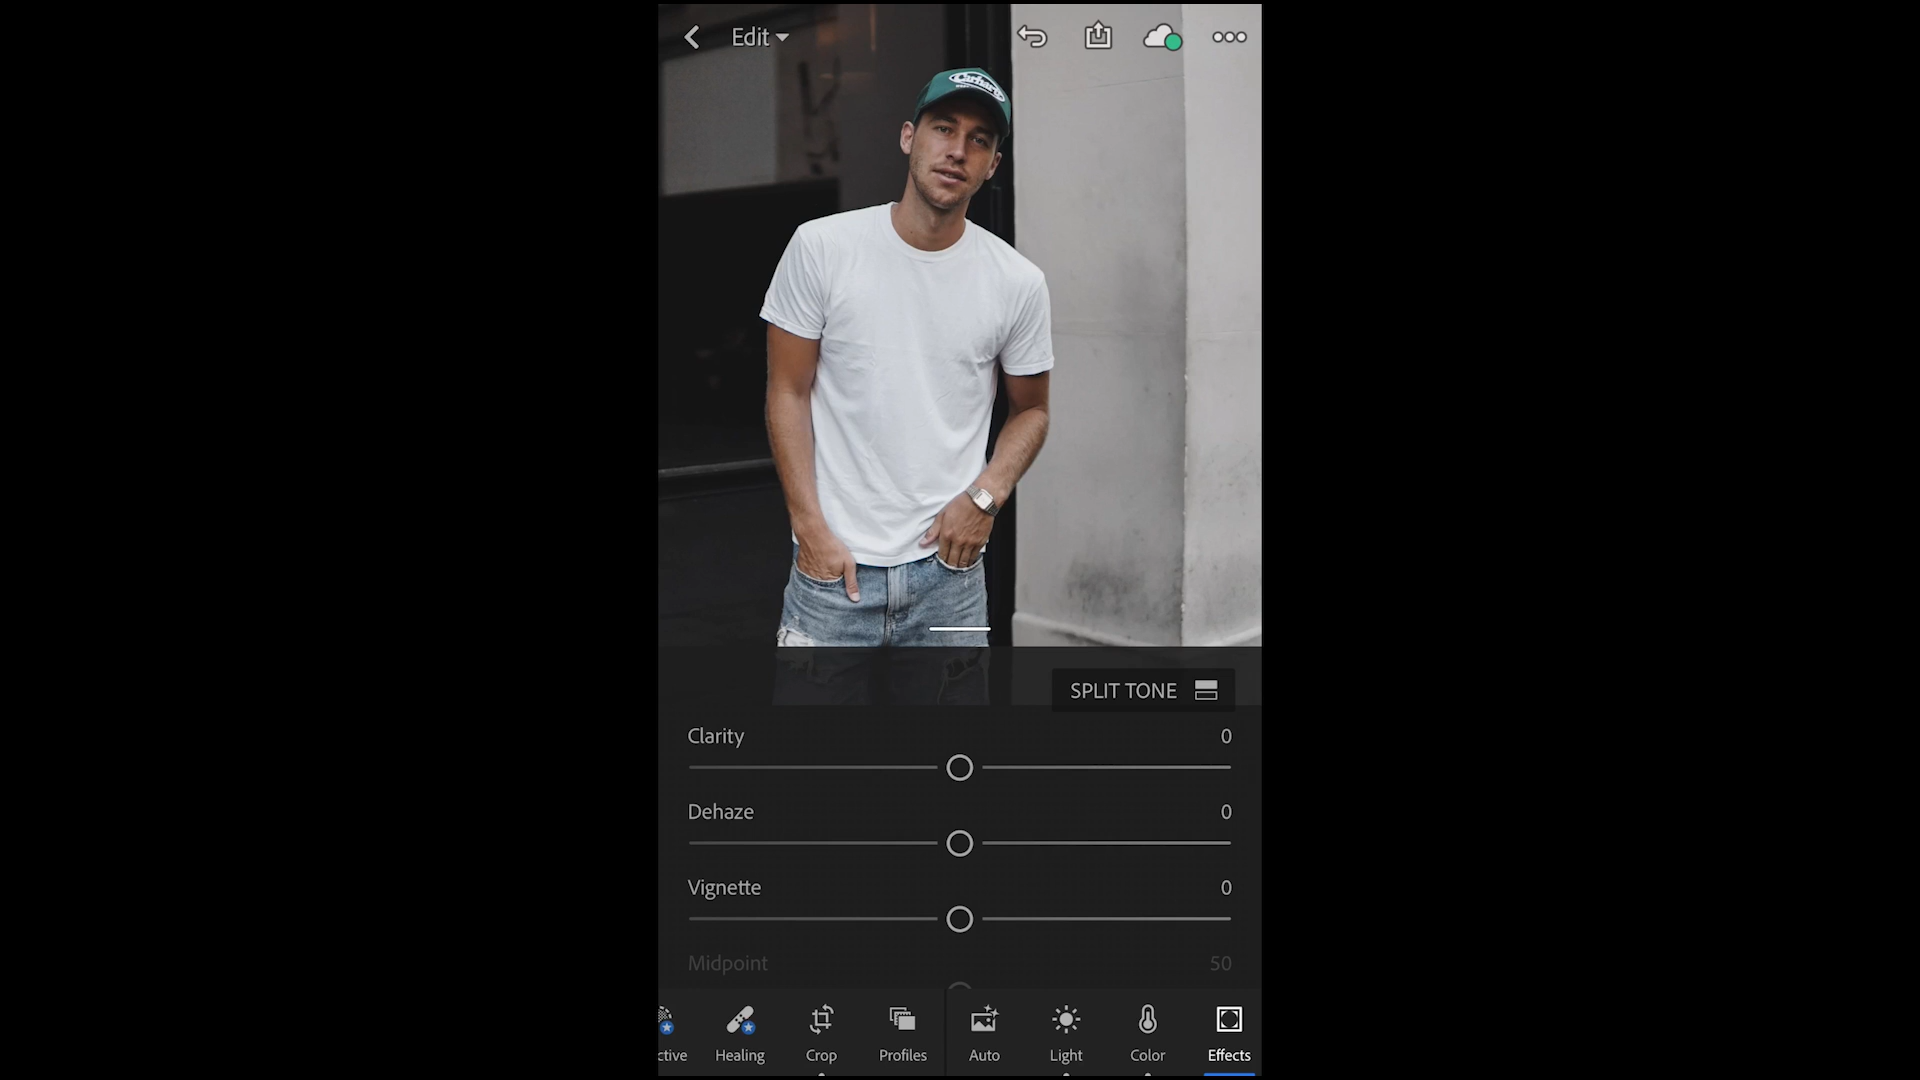 Edit
Carhartt
SPLIT TONE
Clarity 0
Dehaze 0
Vignette 0
Midpoint 50
ctive Healing Crop Profiles Auto Light Color Effects